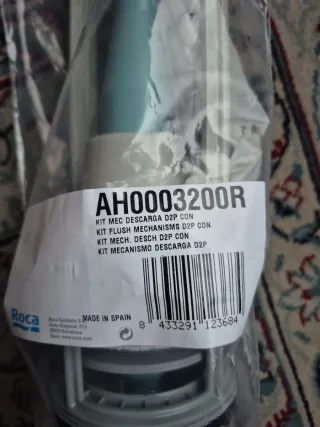 AH0003200R
KIT MEC DESCARGA D2P CON
KIT FLUSH MECHANISMS D2P CON
KIT MECH. DESCH D2P CON
KIT MECANISMO DESCARGA D2P
Roca
MADE IN SPAIN
8 433291 123684